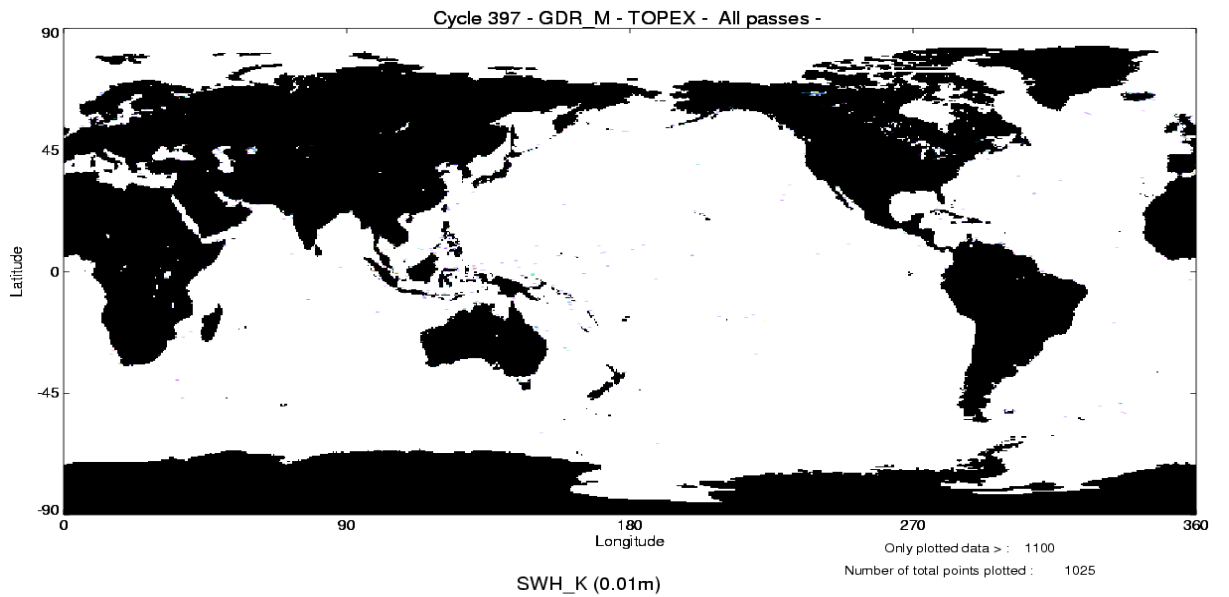 Cycle 397 - GDR_M - TOPEX - All passes -
90
45
0
-45
-90
Latitude
0 90 180 270 360
Longitude
Only plotted data > : 1100
Number of total points plotted : 1025
SWH_K (0.01m)